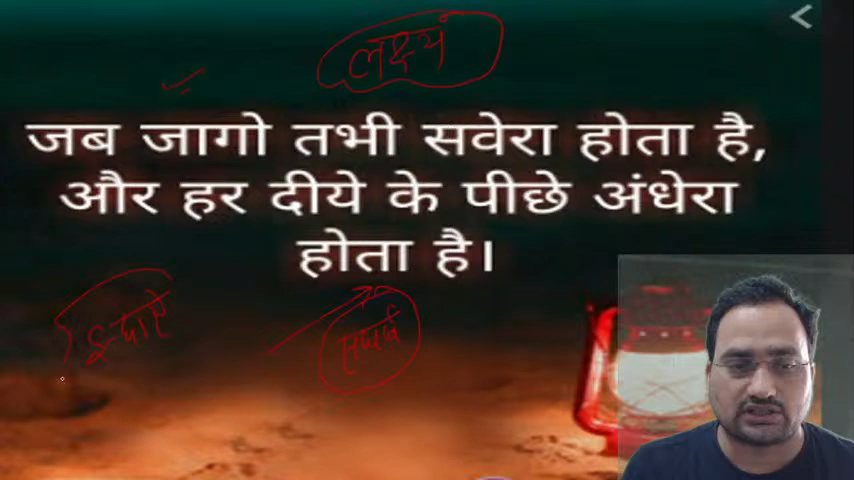 लक्ष्य
जब जागो तभी सवेरा होता है,
और हर दीये के पीछे अंधेरा
होता है।